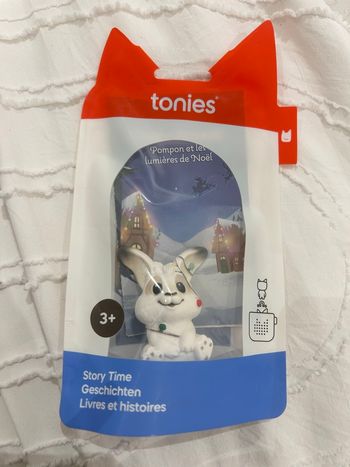 tonies®
Pompon et les
lumières de Noël
3+
Story Time
Geschichten
Livres et histoires